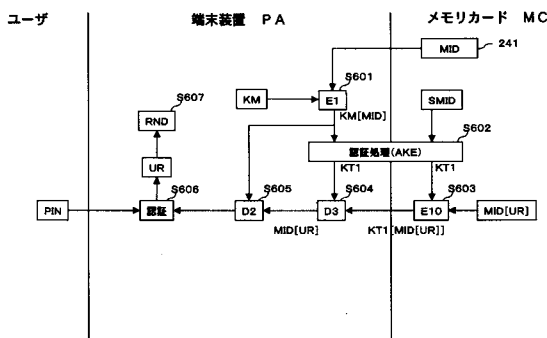 ユーザ
端末装置 PA
メモリカード MC
MID
241
S601
KM
E1
KM[MID]
S607
RND
SMID
S602
認証処理(AKE)
UR
KT1
KT1
S606
S605
S604
S603
PIN
認証
D2
D3
E10
MID[UR]
MID[UR]
KT1[MID[UR]]